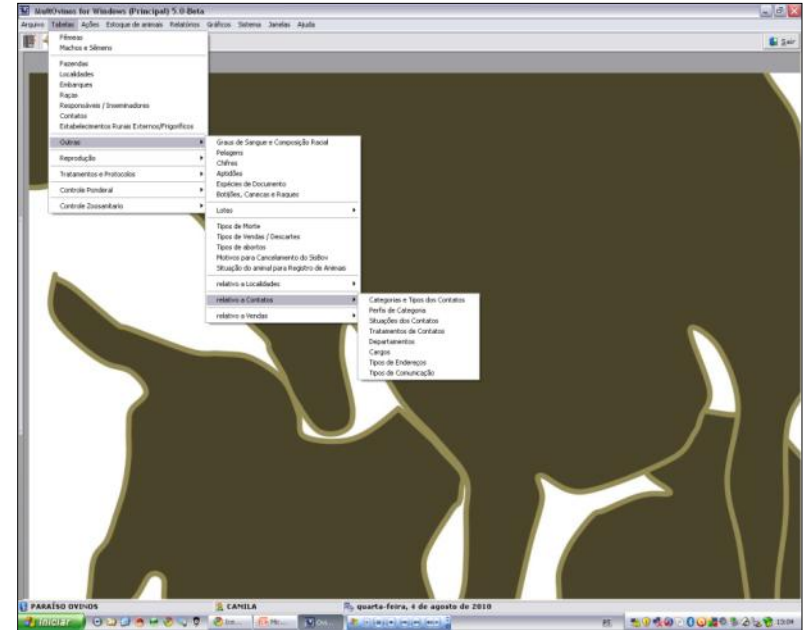 MultOvinos for Windows (Principal) 5.0-Beta
Arquivo Tabelas Ações Estoque de animais Relatórios Gráficos Sistema Janelas Ajuda
Sair
Fêmeas
Machos e Sêmens
Fazendas
Localidades
Embarques
Raças
Responsáveis / Inseminadores
Contatos
Estabelecimentos Rurais Externos/Frigoríficos
Outras
Reprodução
Tratamentos e Protocolos
Controle Ponderal
Controle Zoosanitario
Graus de Sangue e Composição Racial
Pelagens
Chifres
Aptidões
Espécies de Documento
Botijões, Canecas e Raques
Lotes
Tipos de Morte
Tipos de Vendas / Descartes
Tipos de abortos
Motivos para Cancelamento do SisBov
Situação do animal para Registro de Animais
relativo a Localidades
relativo a Contatos
relativo a Vendas
Categorias e Tipos dos Contatos
Perfis de Categoria
Situações dos Contatos
Tratamentos de Contatos
Departamentos
Cargos
Tipos de Endereços
Tipos de Comunicação
PARAÍSO OVINOS CAMILA quarta-feira, 4 de agosto de 2010
Iniciar 13:04